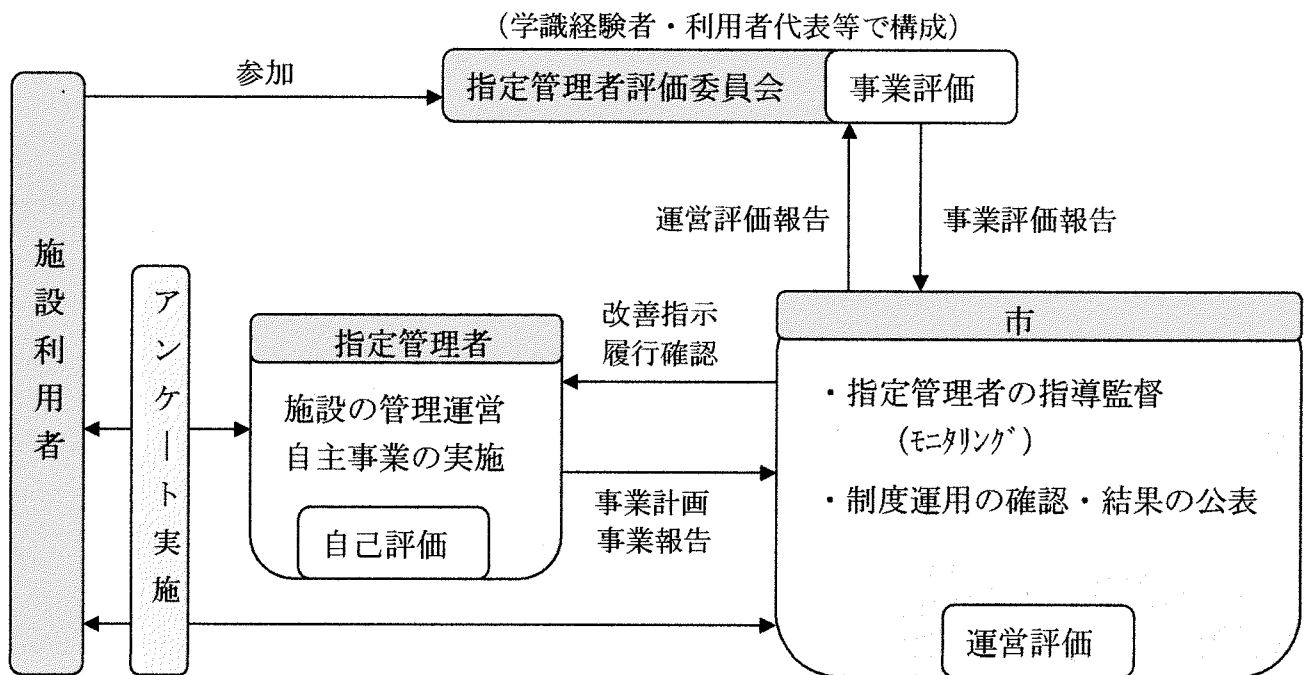 (学識経験者・利用者代表等で構成)
参加
指定管理者評価委員会
事業評価
運営評価報告
事業評価報告
施設利用者
アンケート実施
指定管理者
施設の管理運営
自主事業の実施
自己評価
改善指示
履行確認
事業計画
事業報告
市
・指定管理者の指導監督
(モニタリング)
・制度運用の確認・結果の公表
運営評価